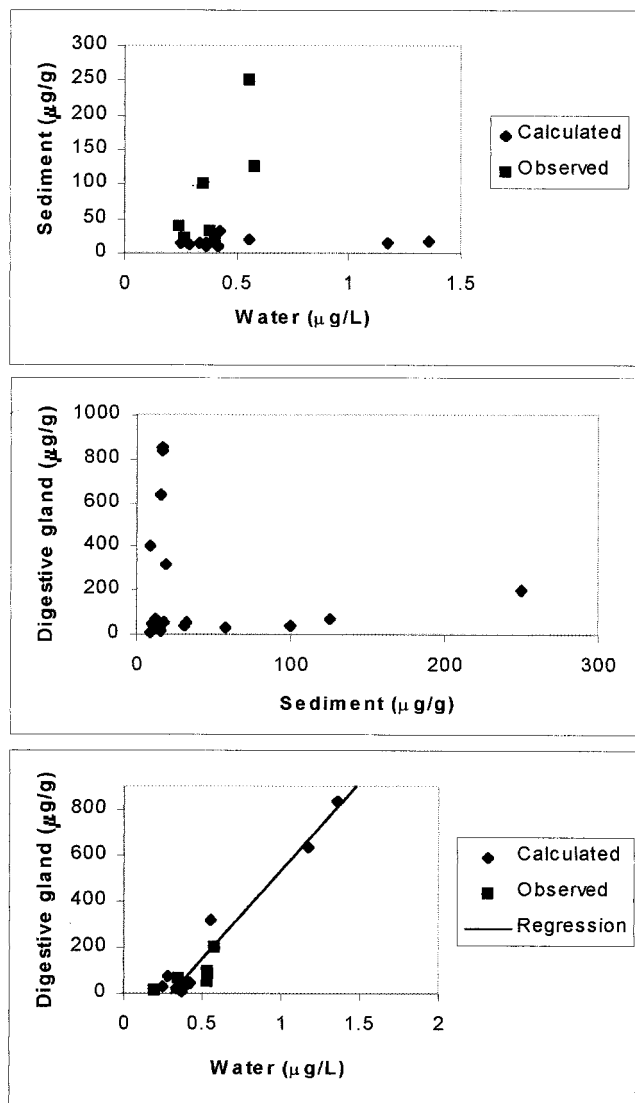 300
250
200
150
100
50
0
Sediment (μg/g)
0 0.5 1 1.5
Water (μg/L)
Calculated
Observed
1000
800
600
400
200
0
Digestive gland (μg/g)
0 100 200 300
Sediment (μg/g)
800
600
400
200
0
Digestive gland (μg/g)
0 0.5 1 1.5 2
Water (μg/L)
Calculated
Observed
Regression